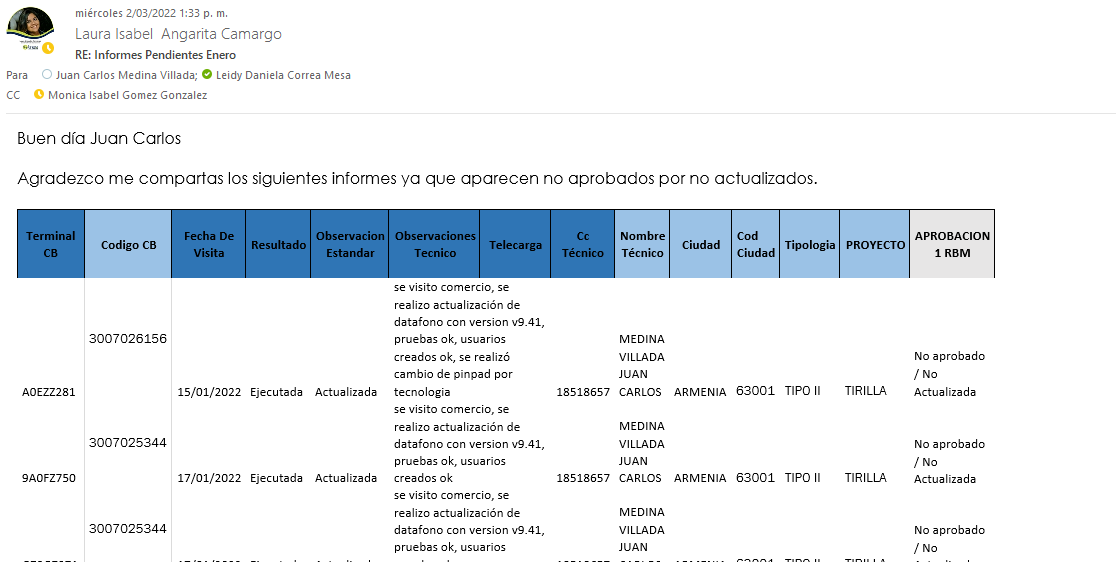 miércoles 2/03/2022 1:33 p. m.
Laura Isabel Angarita Camargo
RE: Informes Pendientes Enero
Para Juan Carlos Medina Villada; Leidy Daniela Correa Mesa
CC Monica Isabel Gomez Gonzalez
Buen día Juan Carlos
Agradezco me compartas los siguientes informes ya que aparecen no aprobados por no actualizados.
Terminal CB
Codigo CB
Fecha De Visita
Resultado
Observacion Estandar
Observaciones Tecnico
Telecarga
Cc Técnico
Nombre Técnico
Ciudad
Cod Ciudad
Tipologia
PROYECTO
APROBACION 1 RBM
A0EZZ281
3007026156
15/01/2022
Ejecutada
Actualizada
se visito comercio, se
realizo actualización de
datafono con version v9.41,
pruebas ok, usuarios
creados ok, se realizó
cambio de pinpad por
tecnologia
18518657
MEDINA
VILLADA
JUAN
CARLOS
ARMENIA
63001
TIPO II
TIRILLA
No aprobado
/ No
Actualizada
9A0FZ750
3007025344
17/01/2022
Ejecutada
Actualizada
se visito comercio, se
realizo actualización de
datafono con version v9.41,
pruebas ok, usuarios
creados ok
18518657
MEDINA
VILLADA
JUAN
CARLOS
ARMENIA
63001
TIPO II
TIRILLA
No aprobado
/ No
Actualizada
3007025344
se visito comercio, se
realizo actualización de
datafono con version v9.41,
pruebas ok, usuarios
MEDINA
VILLADA
JUAN
No aprobado
/ No